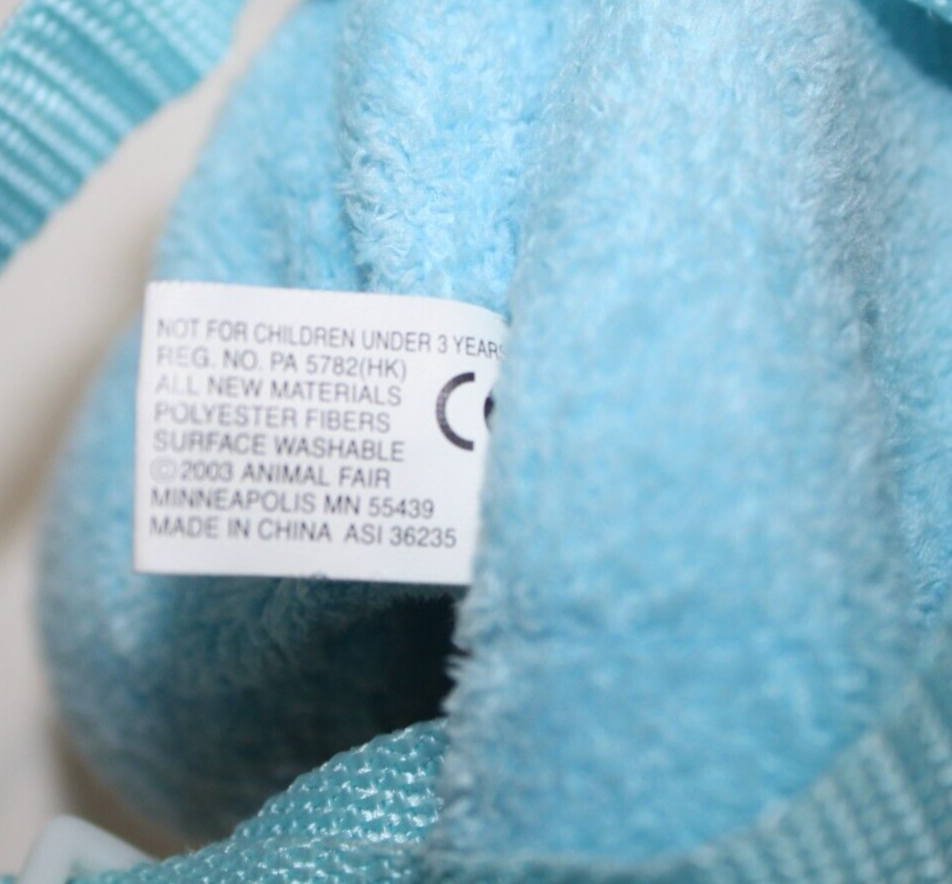 NOT FOR CHILDREN UNDER 3 YEARS
REG. NO. PA 5782(HK)
ALL NEW MATERIALS
POLYESTER FIBERS
SURFACE WASHABLE
©2003 ANIMAL FAIR
MINNEAPOLIS MN 55439
MADE IN CHINA ASI 36235